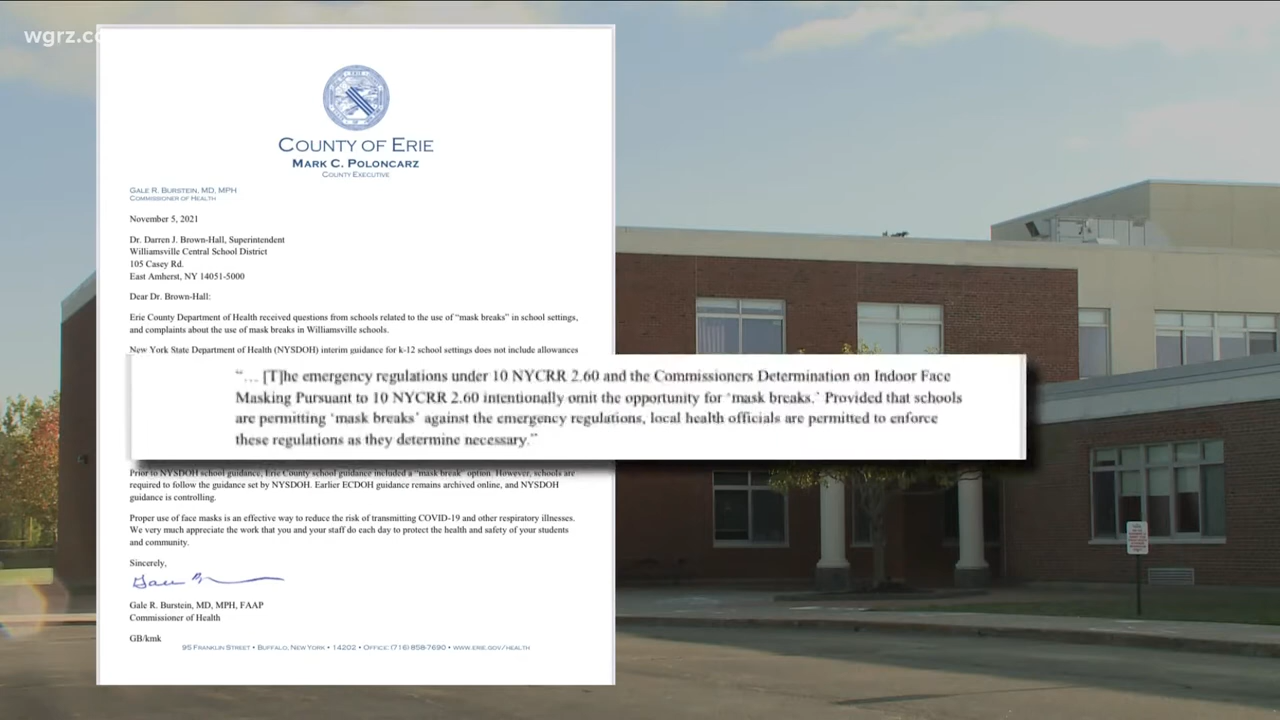 wgrz.co
COUNTY OF ERIE
MARK C. POLONCARZ
COUNTY EXECUTIVE
GALE R. BURSTEIN, MD, MPH
COMMISSIONER OF HEALTH
November 5, 2021
Dr. Darren J. Brown-Hall, Superintendent
Williamsville Central School District
105 Casey Rd.
East Amherst, NY 14051-5000
Dear Dr. Brown-Hall:
Erie County Department of Health received questions from schools related to the use of "mask breaks" in school settings,
and complaints about the use of mask breaks in Williamsville schools.
New York State Department of Health (NYSDOH) interim guidance for k-12 school settings does not include allowances
"... [T]he emergency regulations under 10 NYCRR 2.60 and the Commissioners Determination on Indoor Face
Masking Pursuant to 10 NYCRR 2.60 intentionally omit the opportunity for 'mask breaks.' Provided that schools
are permitting 'mask breaks' against the emergency regulations, local health officials are permitted to enforce
these regulations as they determine necessary."
Prior to NYSDOH school guidance, Erie County school guidance included a "mask break" option. However, schools are
required to follow the guidance set by NYSDOH. Earlier ECDOH guidance remains archived online, and NYSDOH
guidance is controlling.
Proper use of face masks is an effective way to reduce the risk of transmitting COVID-19 and other respiratory illnesses.
We very much appreciate the work that you and your staff do each day to protect the health and safety of your students
and community.
Sincerely,
Gale R. Burstein, MD, MPH, FAAP
Commissioner of Health
GB/kmk
95 FRANKLIN STREET • BUFFALO, NEW YORK • 14202 • OFFICE: (716) 858-7690 • WWW.ERIE.GOV/HEALTH